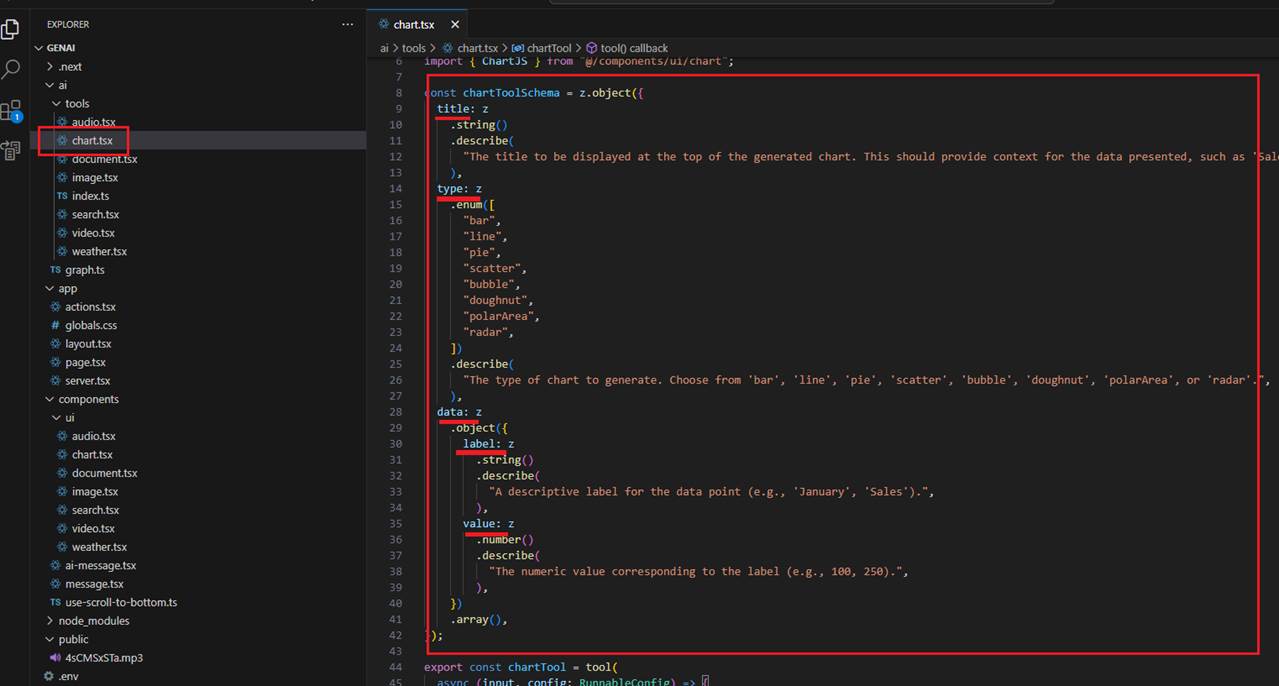 EXPLORER
···
GENAI
.next
ai
tools
audio.tsx
chart.tsx
document.tsx
image.tsx
TS index.ts
search.tsx
video.tsx
weather.tsx
TS graph.ts
app
actions.tsx
# globals.css
layout.tsx
page.tsx
server.tsx
components
ui
audio.tsx
chart.tsx
document.tsx
image.tsx
search.tsx
video.tsx
weather.tsx
ai-message.tsx
message.tsx
TS use-scroll-to-bottom.ts
node_modules
public
4sCMSxSTa.mp3
.env
1
chart.tsx
ai > tools > chart.tsx > chartTool > tool() callback
6 import { ChartJS } from "@/components/ui/chart";
7
8 const chartToolSchema = z.object({
9 title: z
10 .string()
11 .describe(
12 "The title to be displayed at the top of the generated chart. This should provide context for the data presented, such as 'Sal
13 ),
14 type: z
15 .enum([
16 "bar",
17 "line",
18 "pie",
19 "scatter",
20 "bubble",
21 "doughnut",
22 "polarArea",
23 "radar",
24 ])
25 .describe(
26 "The type of chart to generate. Choose from 'bar', 'line', 'pie', 'scatter', 'bubble', 'doughnut', 'polarArea', or 'radar'.",
27 ),
28 data: z
29 .object({
30 label: z
31 .string()
32 .describe(
33 "A descriptive label for the data point (e.g., 'January', 'Sales').",
34 ),
35 value: z
36 .number()
37 .describe(
38 "The numeric value corresponding to the label (e.g., 100, 250).",
39 ),
40 })
41 .array(),
42 });
43
44 export const chartTool = tool(
45 async (input, config: RunnableConfig) => {